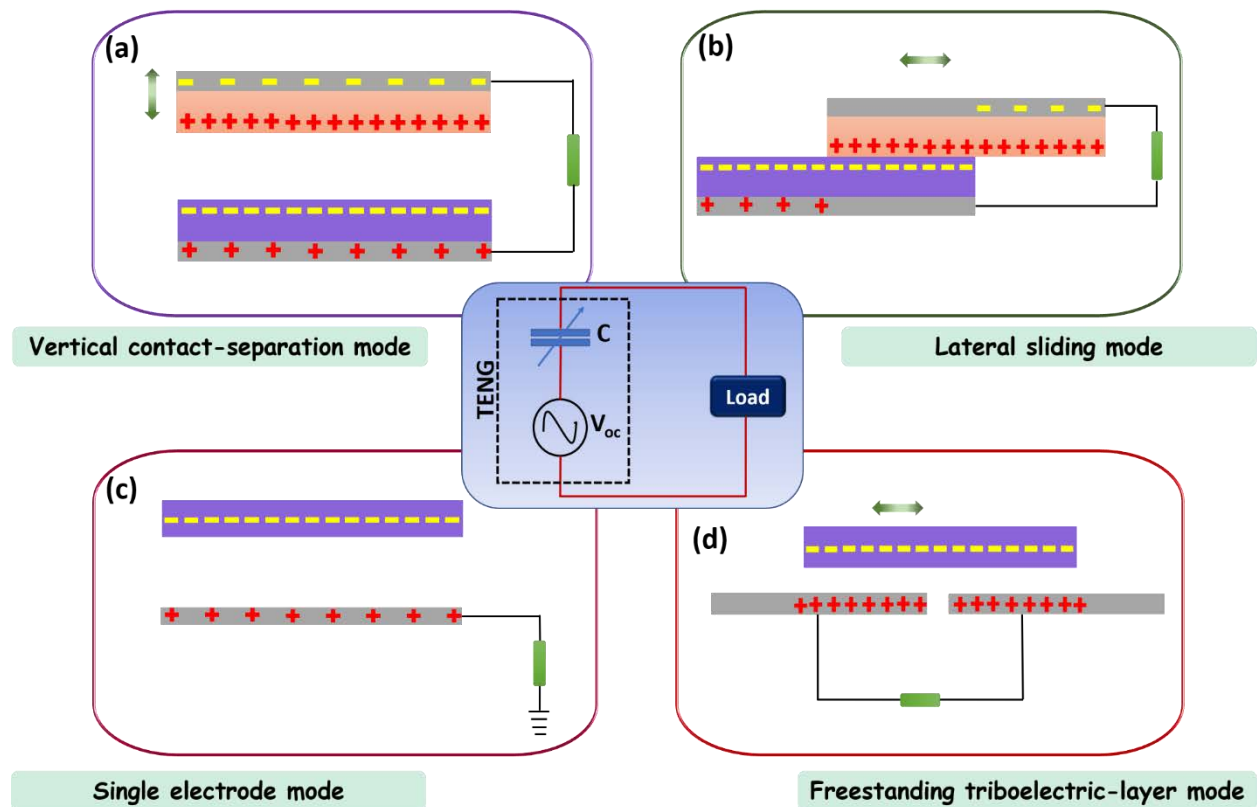 (a)
(b)
Vertical contact-separation mode
Lateral sliding mode
C
TENG
Voc
Load
(c)
(d)
Single electrode mode
Freestanding triboelectric-layer mode